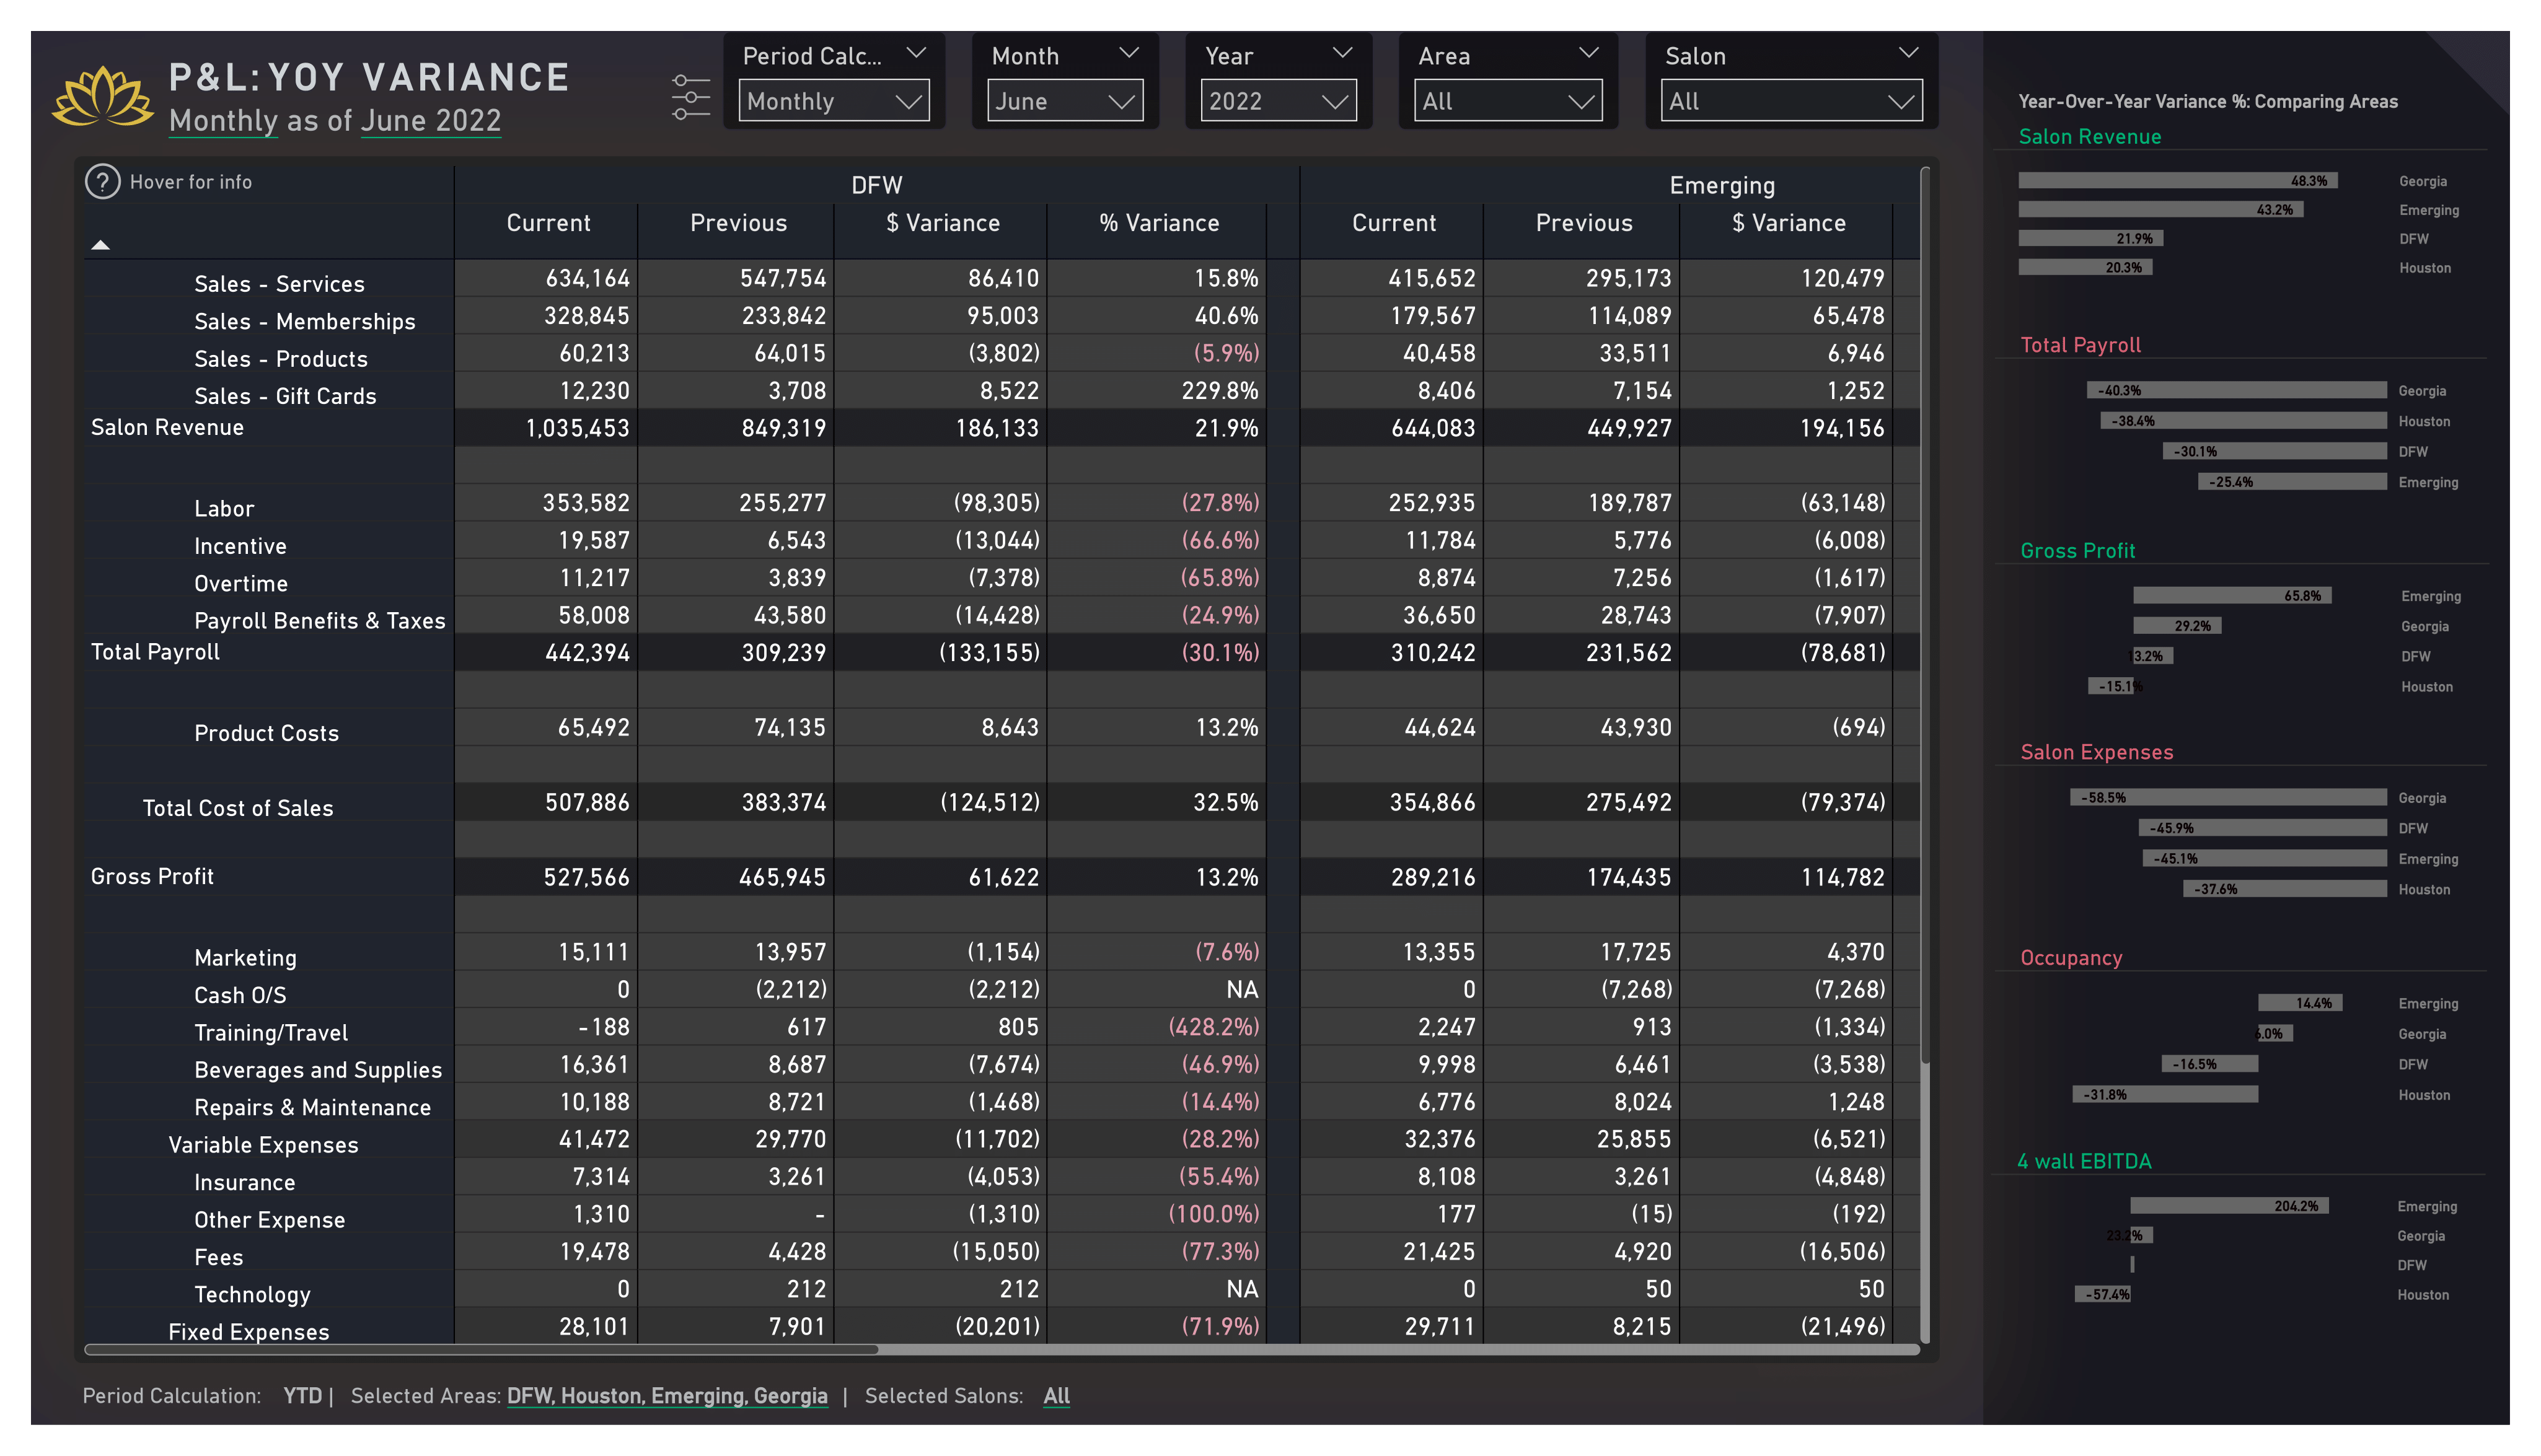 P&L: YOY VARIANCE
Monthly as of June 2022
Period Calc... Month Year Area Salon
Monthly June 2022 All All
? Hover for info
DFW Emerging
Current Previous $ Variance % Variance Current Previous $ Variance
Sales - Services 634,164 547,754 86,410 15.8% 415,652 295,173 120,479
Sales - Memberships 328,845 233,842 95,003 40.6% 179,567 114,089 65,478
Sales - Products 60,213 64,015 (3,802) (5.9%) 40,458 33,511 6,946
Sales - Gift Cards 12,230 3,708 8,522 229.8% 8,406 7,154 1,252
Salon Revenue 1,035,453 849,319 186,133 21.9% 644,083 449,927 194,156
Labor 353,582 255,277 (98,305) (27.8%) 252,935 189,787 (63,148)
Incentive 19,587 6,543 (13,044) (66.6%) 11,784 5,776 (6,008)
Overtime 11,217 3,839 (7,378) (65.8%) 8,874 7,256 (1,617)
Payroll Benefits & Taxes 58,008 43,580 (14,428) (24.9%) 36,650 28,743 (7,907)
Total Payroll 442,394 309,239 (133,155) (30.1%) 310,242 231,562 (78,681)
Product Costs 65,492 74,135 8,643 13.2% 44,624 43,930 (694)
Total Cost of Sales 507,886 383,374 (124,512) 32.5% 354,866 275,492 (79,374)
Gross Profit 527,566 465,945 61,622 13.2% 289,216 174,435 114,782
Marketing 15,111 13,957 (1,154) (7.6%) 13,355 17,725 4,370
Cash O/S 0 (2,212) (2,212) NA 0 (7,268) (7,268)
Training/Travel -188 617 805 (428.2%) 2,247 913 (1,334)
Beverages and Supplies 16,361 8,687 (7,674) (46.9%) 9,998 6,461 (3,538)
Repairs & Maintenance 10,188 8,721 (1,468) (14.4%) 6,776 8,024 1,248
Variable Expenses 41,472 29,770 (11,702) (28.2%) 32,376 25,855 (6,521)
Insurance 7,314 3,261 (4,053) (55.4%) 8,108 3,261 (4,848)
Other Expense 1,310 - (1,310) (100.0%) 177 (15) (192)
Fees 19,478 4,428 (15,050) (77.3%) 21,425 4,920 (16,506)
Technology 0 212 212 NA 0 50 50
Fixed Expenses 28,101 7,901 (20,201) (71.9%) 29,711 8,215 (21,496)
Period Calculation: YTD | Selected Areas: DFW, Houston, Emerging, Georgia | Selected Salons: All
Year-Over-Year Variance %: Comparing Areas
Salon Revenue
48.3% Georgia
43.2% Emerging
21.9% DFW
20.3% Houston
Total Payroll
-40.3% Georgia
-38.4% Houston
-30.1% DFW
-25.4% Emerging
Gross Profit
65.8% Emerging
29.2% Georgia
13.2% DFW
-15.1% Houston
Salon Expenses
-58.5% Georgia
-45.9% DFW
-45.1% Emerging
-37.6% Houston
Occupancy
14.4% Emerging
6.0% Georgia
-16.5% DFW
-31.8% Houston
4 wall EBITDA
204.2% Emerging
23.2% Georgia
DFW
-57.4% Houston